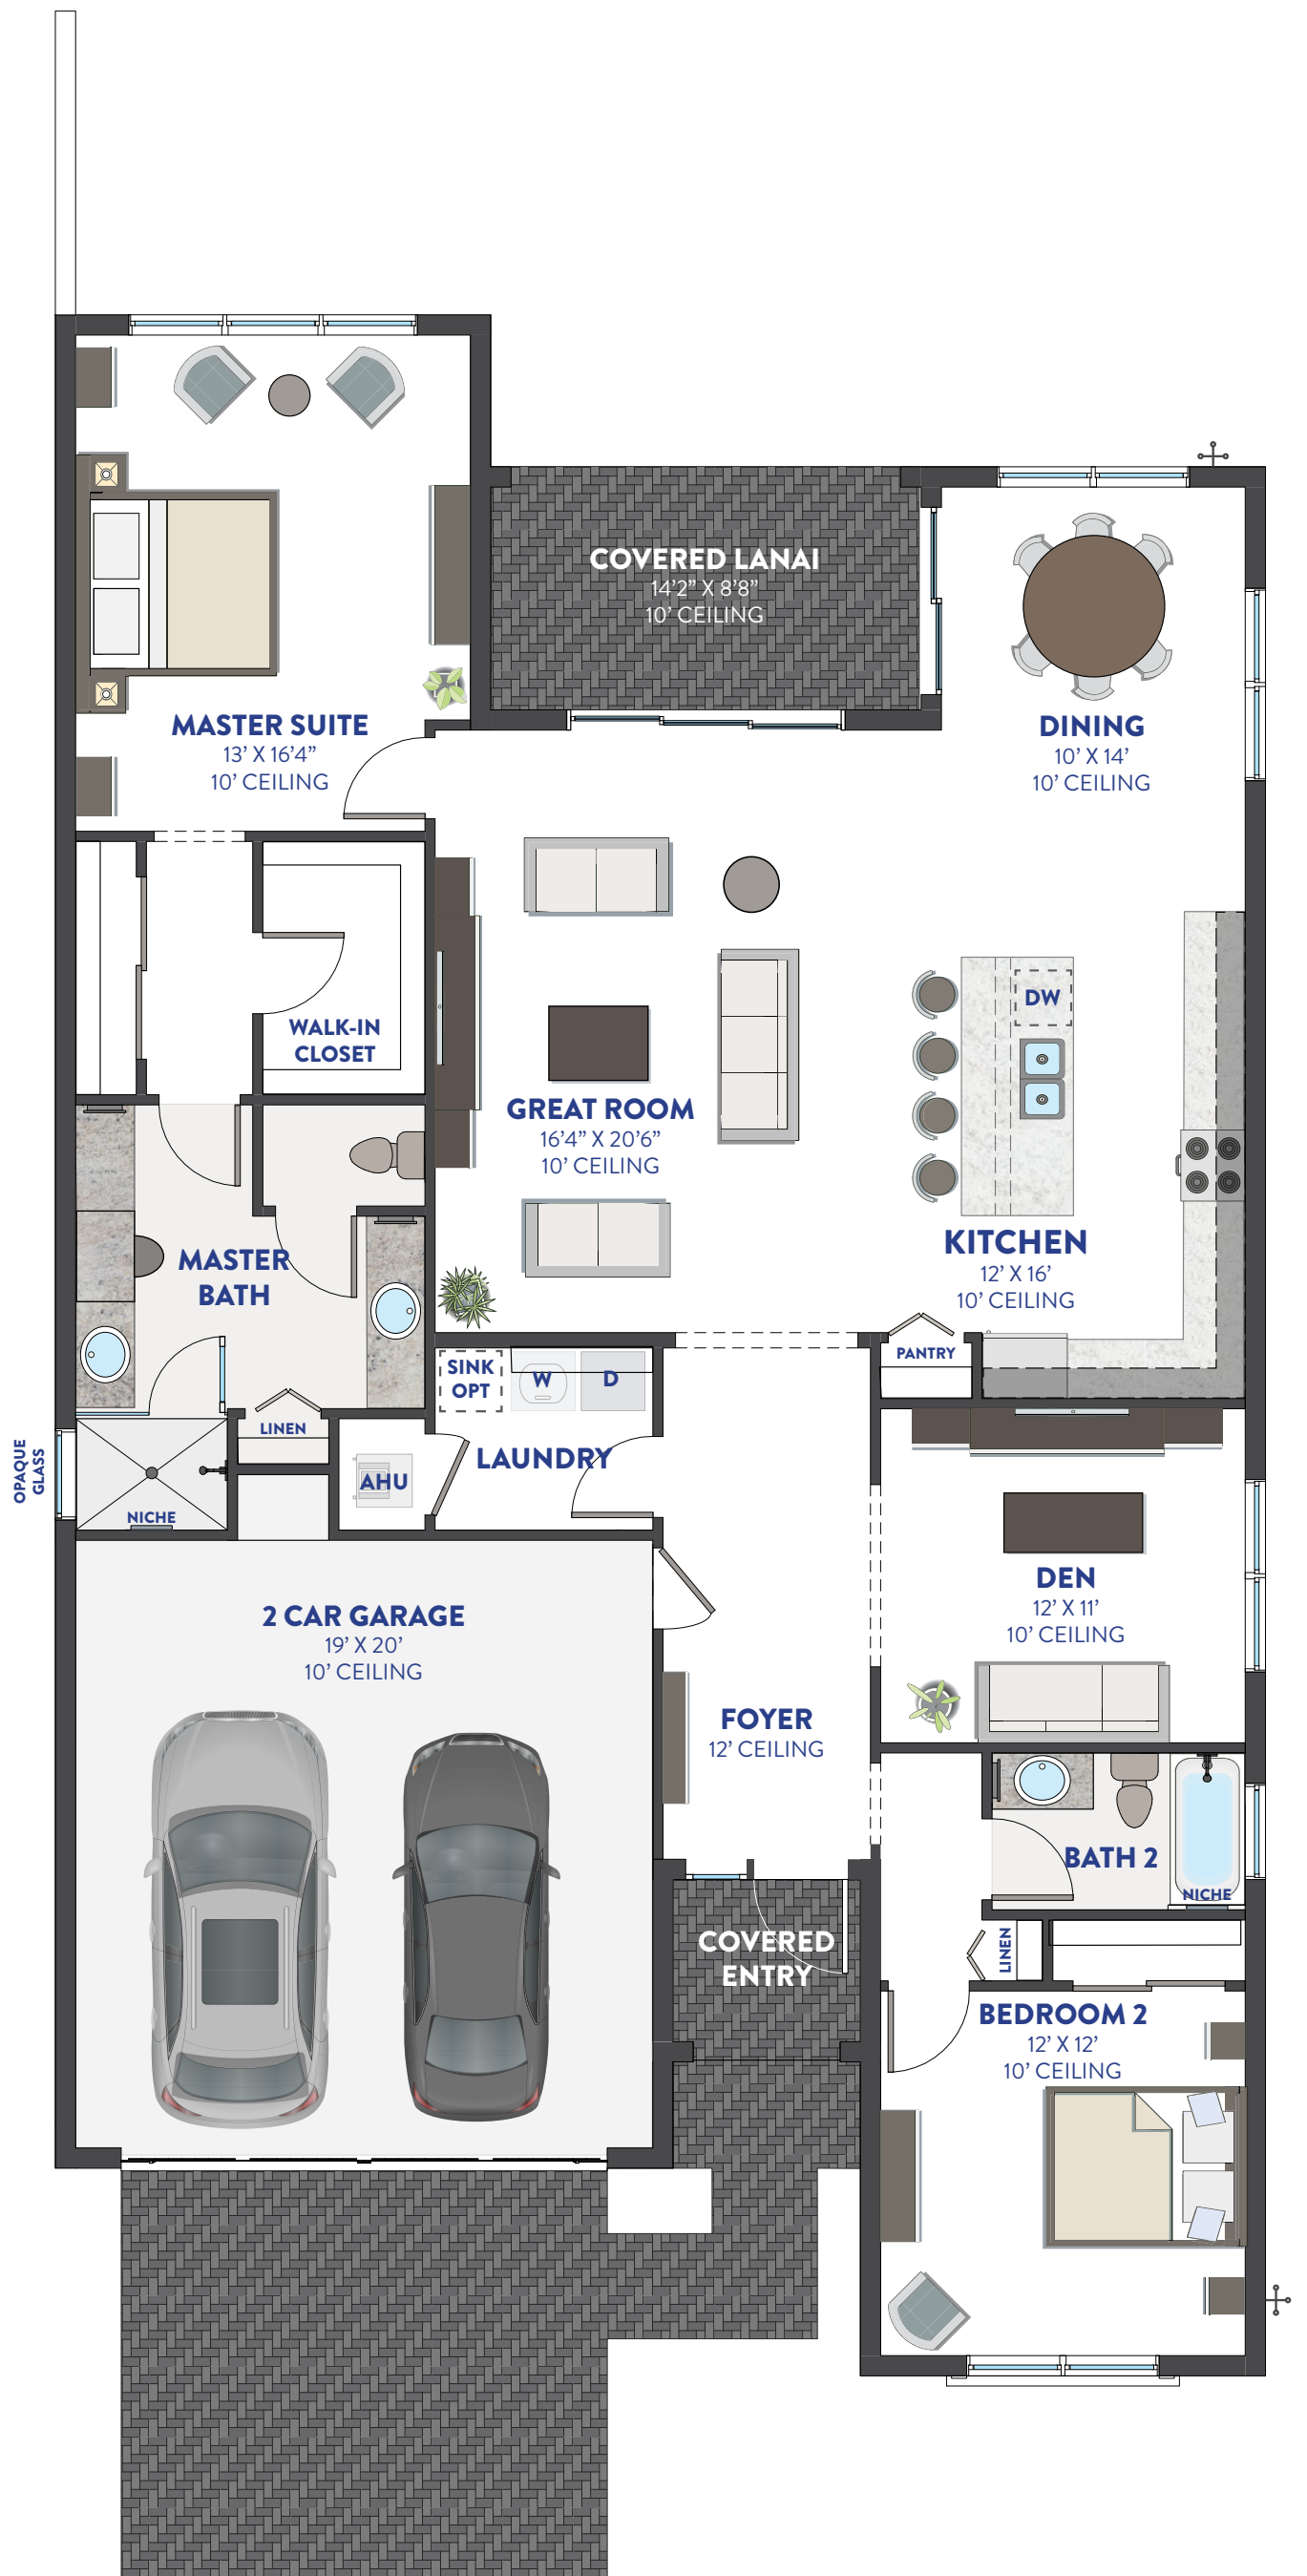 COVERED LANAI
14’2” X 8’8”
10’ CEILING
MASTER SUITE
13’ X 16’4”
10’ CEILING
DINING
10’ X 14’
10’ CEILING
WALK-IN
CLOSET
DW
GREAT ROOM
16’4” X 20’6”
10’ CEILING
KITCHEN
12’ X 16’
10’ CEILING
MASTER
BATH
PANTRY
SINK
OPT
W
D
LINEN
LAUNDRY
AHU
OPAQUE
GLASS
NICHE
DEN
12’ X 11’
10’ CEILING
2 CAR GARAGE
19’ X 20’
10’ CEILING
FOYER
12’ CEILING
BATH 2
NICHE
COVERED
ENTRY
LINEN
BEDROOM 2
12’ X 12’
10’ CEILING